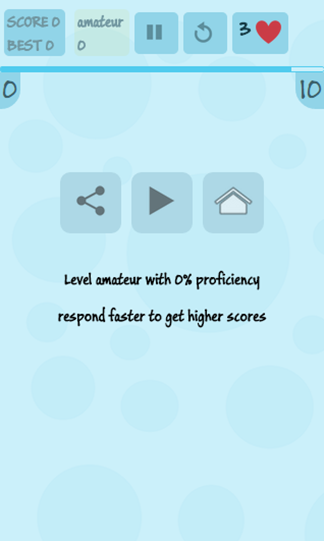 SCORE 0
BEST 0
amateur
0
3
0
10
Level amateur with 0% proficiency
respond faster to get higher scores